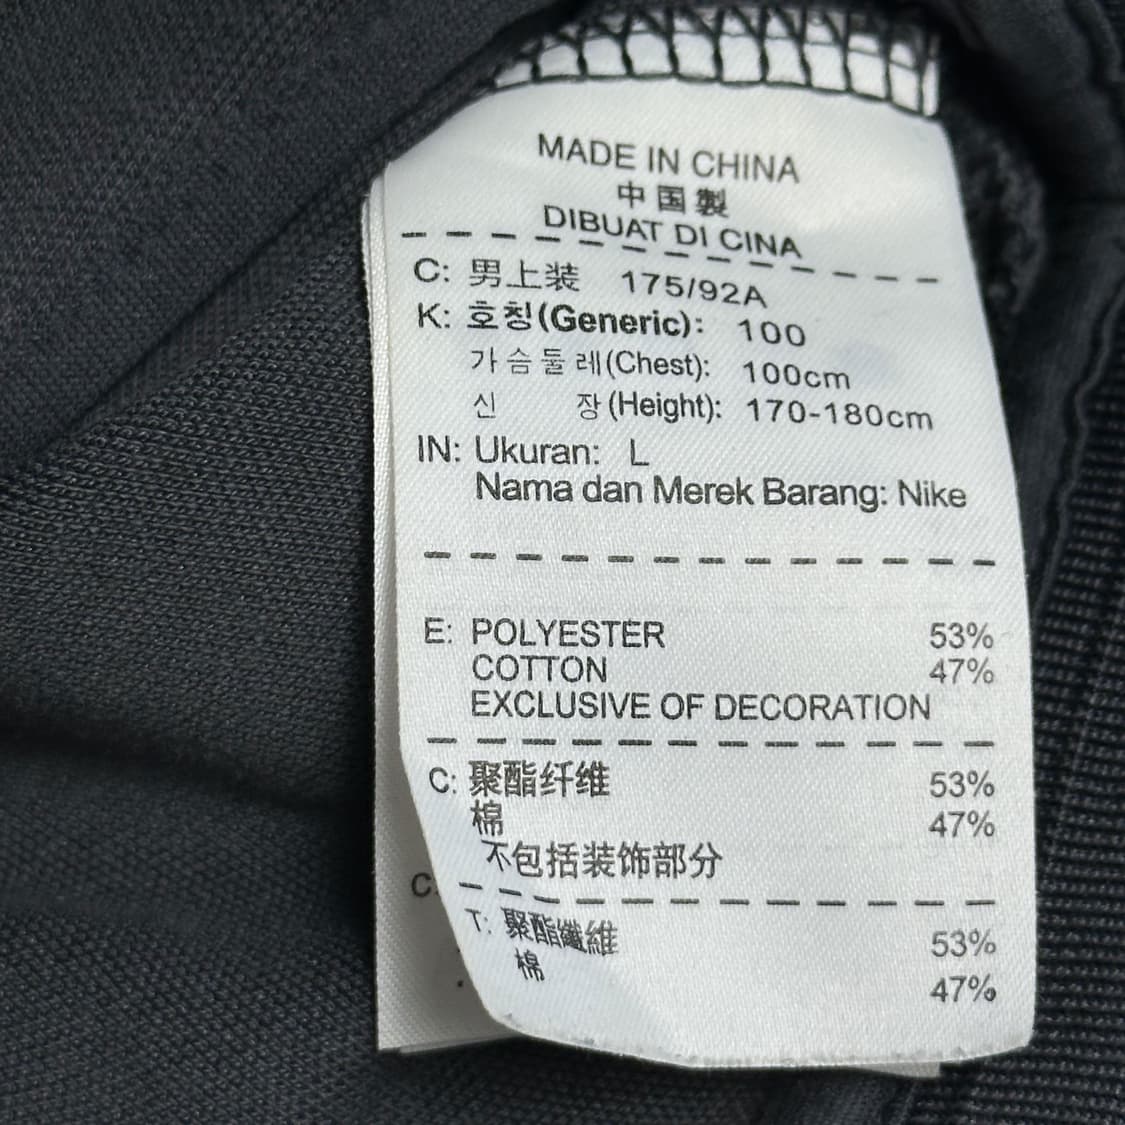 MADE IN CHINA
中国製
DIBUAT DI CINA
C: 男上装 175/92A
K: 호칭(Generic): 100
가슴둘레(Chest): 100cm
신 장(Height): 170-180cm
IN: Ukuran: L
Nama dan Merek Barang: Nike
E: POLYESTER 53%
COTTON 47%
EXCLUSIVE OF DECORATION
C: 聚酯纤维 53%
棉 47%
不包括装饰部分
T: 聚酯纖維 53%
棉 47%